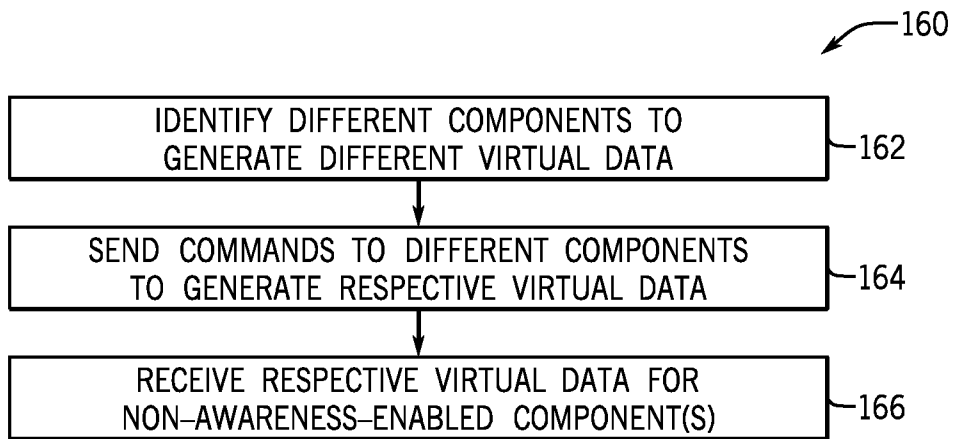 160
IDENTIFY DIFFERENT COMPONENTS TO
GENERATE DIFFERENT VIRTUAL DATA
162
SEND COMMANDS TO DIFFERENT COMPONENTS
TO GENERATE RESPECTIVE VIRTUAL DATA
164
RECEIVE RESPECTIVE VIRTUAL DATA FOR
NON–AWARENESS–ENABLED COMPONENT(S)
166